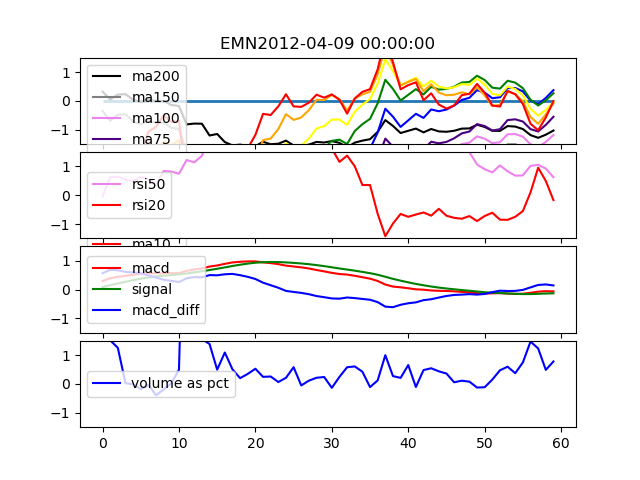 EMN2012-04-09 00:00:00
1
0
−1
ma200
ma150
ma100
ma75
1
0
−1
rsi50
rsi20
ma10
1
0
−1
macd
signal
macd_diff
1
0
−1
volume as pct
0 10 20 30 40 50 60